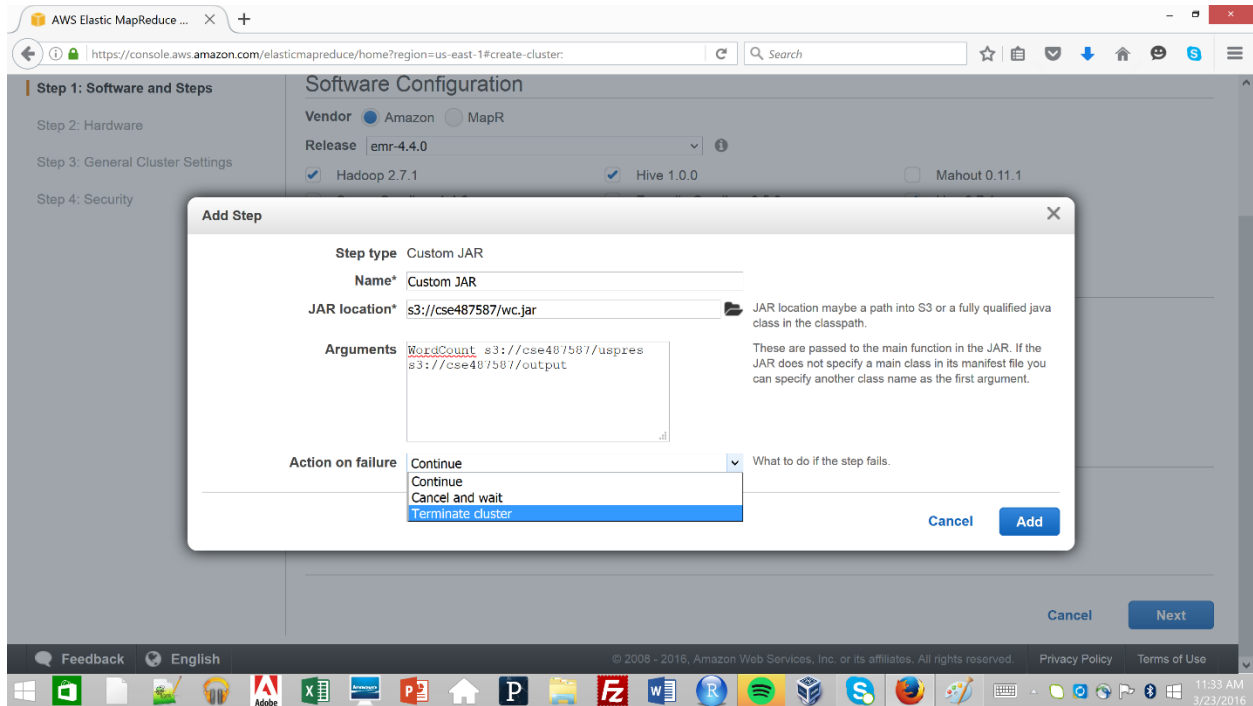 AWS Elastic MapReduce ...
https://console.aws.amazon.com/elasticmapreduce/home?region=us-east-1#create-cluster:
Search
Step 1: Software and Steps
Step 2: Hardware
Step 3: General Cluster Settings
Step 4: Security
Software Configuration
Vendor Amazon MapR
Release emr-4.4.0
Hadoop 2.7.1 Hive 1.0.0 Mahout 0.11.1
Add Step
Step type Custom JAR
Name* Custom JAR
JAR location* s3://cse487587/wc.jar
JAR location maybe a path into S3 or a fully qualified java
class in the classpath.
Arguments WordCount s3://cse487587/uspres
s3://cse487587/output
These are passed to the main function in the JAR. If the
JAR does not specify a main class in its manifest file you
can specify another class name as the first argument.
Action on failure Continue
What to do if the step fails.
Continue
Cancel and wait
Terminate cluster
Cancel Add
Cancel Next
Feedback English
© 2008 - 2016, Amazon Web Services, Inc. or its affiliates. All rights reserved. Privacy Policy Terms of Use
Adobe
11:33 AM
3/23/2016